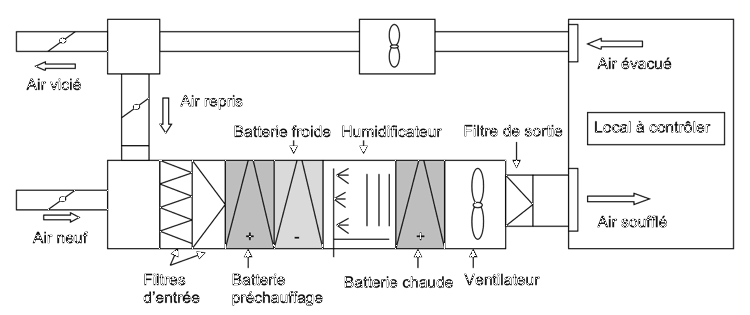 Air évacué
Air vicié
Air repris
Batterie froide
Humidificateur
Filtre de sortie
Local à contrôler
Air neuf
+
-
+
Air soufflé
Filtres
d'entrée
Batterie
préchauffage
Batterie chaude
Ventilateur